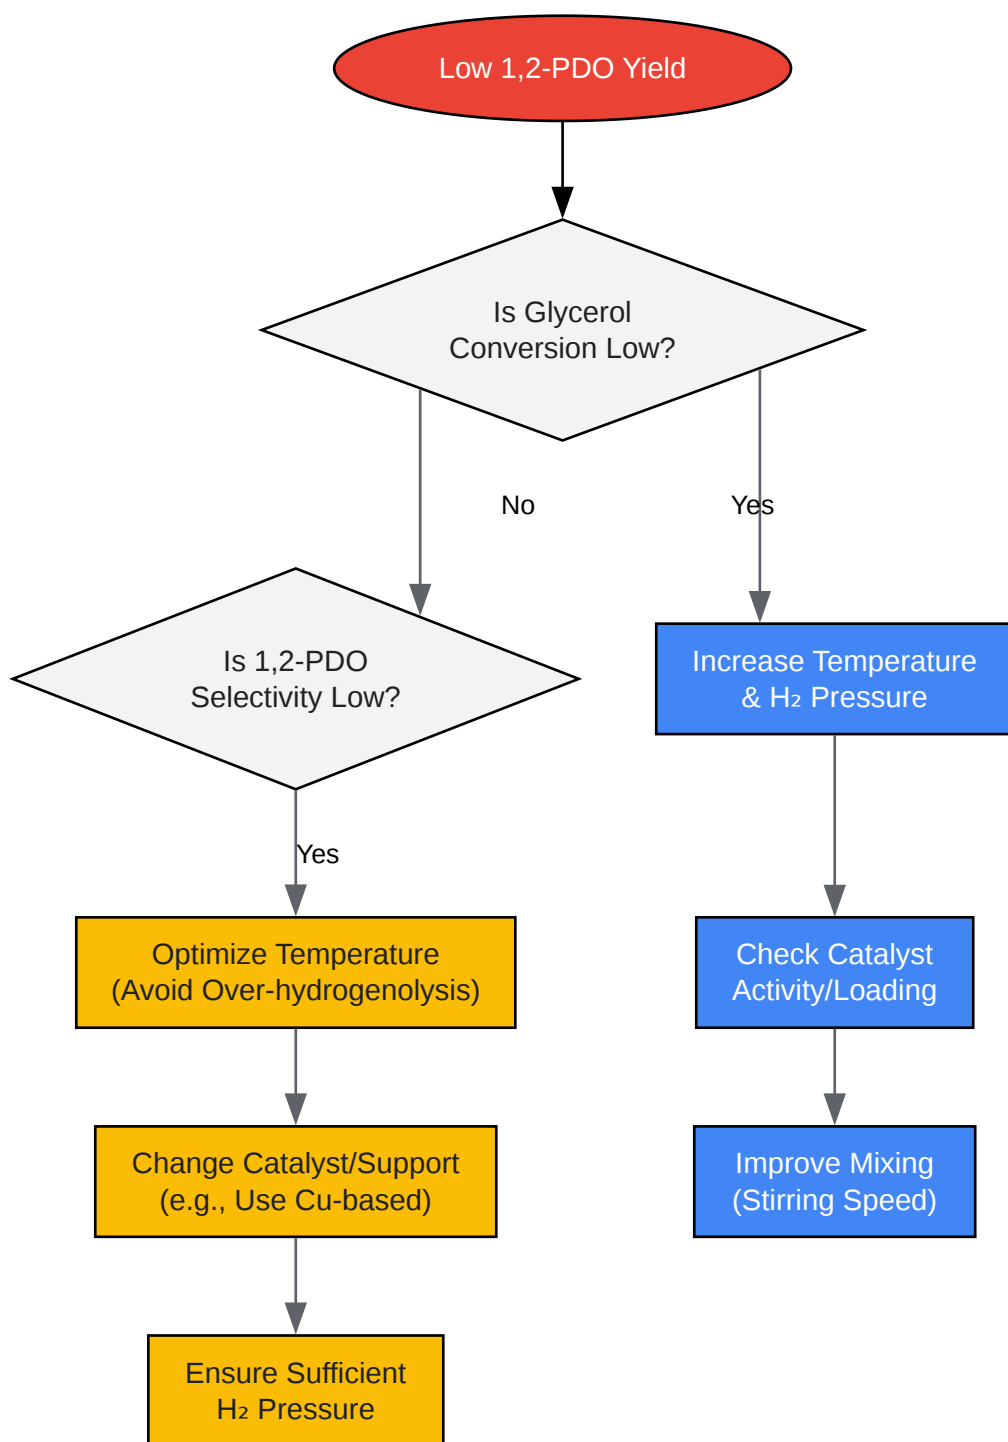 Low 1,2-PDO Yield
Is Glycerol
Conversion Low?
No
Yes
Is 1,2-PDO
Selectivity Low?
Increase Temperature
& H₂ Pressure
Yes
Optimize Temperature
(Avoid Over-hydrogenolysis)
Check Catalyst
Activity/Loading
Change Catalyst/Support
(e.g., Use Cu-based)
Improve Mixing
(Stirring Speed)
Ensure Sufficient
H₂ Pressure